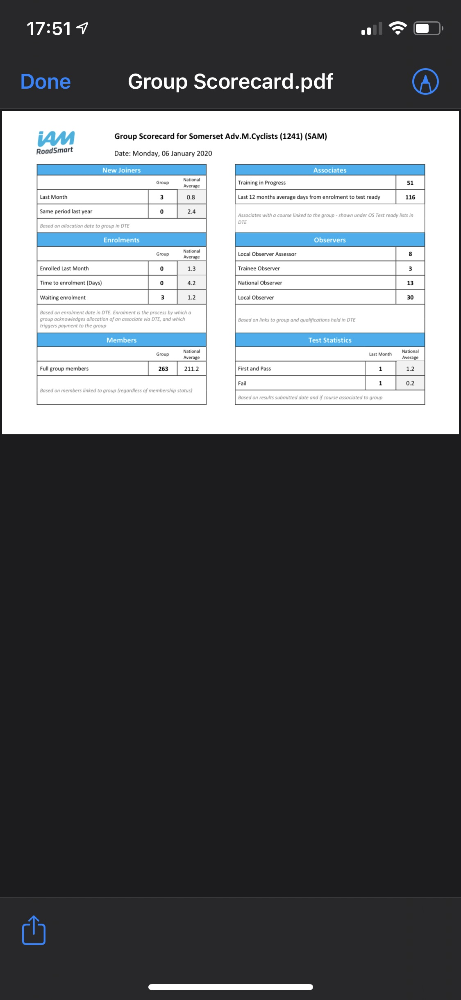 17:51
Done
Group Scorecard.pdf
iAM
RoadSmart
Group Scorecard for Somerset Adv.M.Cyclists (1241) (SAM)
Date: Monday, 06 January 2020
New Joiners
Group National
Average
Last Month 3 0.8
Same period last year 0 2.4
Based on allocation date to group in DTE
Enrolments
Group National
Average
Enrolled Last Month 0 1.3
Time to enrolment (Days) 0 4.2
Waiting enrolment 3 1.2
Based on enrolment date in DTE. Enrolment is the process by which a
group acknowledges allocation of an associate via DTE, and which
triggers payment to the group
Members
Group National
Average
Full group members 263 211.2
Based on members linked to group (regardless of membership status)
Associates
Training in Progress 51
Last 12 months average days from enrolment to test ready 116
Associates with a course linked to the group - shown under OS Test ready lists in
DTE
Observers
Local Observer Assessor 8
Trainee Observer 3
National Observer 13
Local Observer 30
Based on links to group and qualifications held in DTE
Test Statistics
Last Month National
Average
First and Pass 1 1.2
Fail 1 0.2
Based on results submitted date and if course associated to group